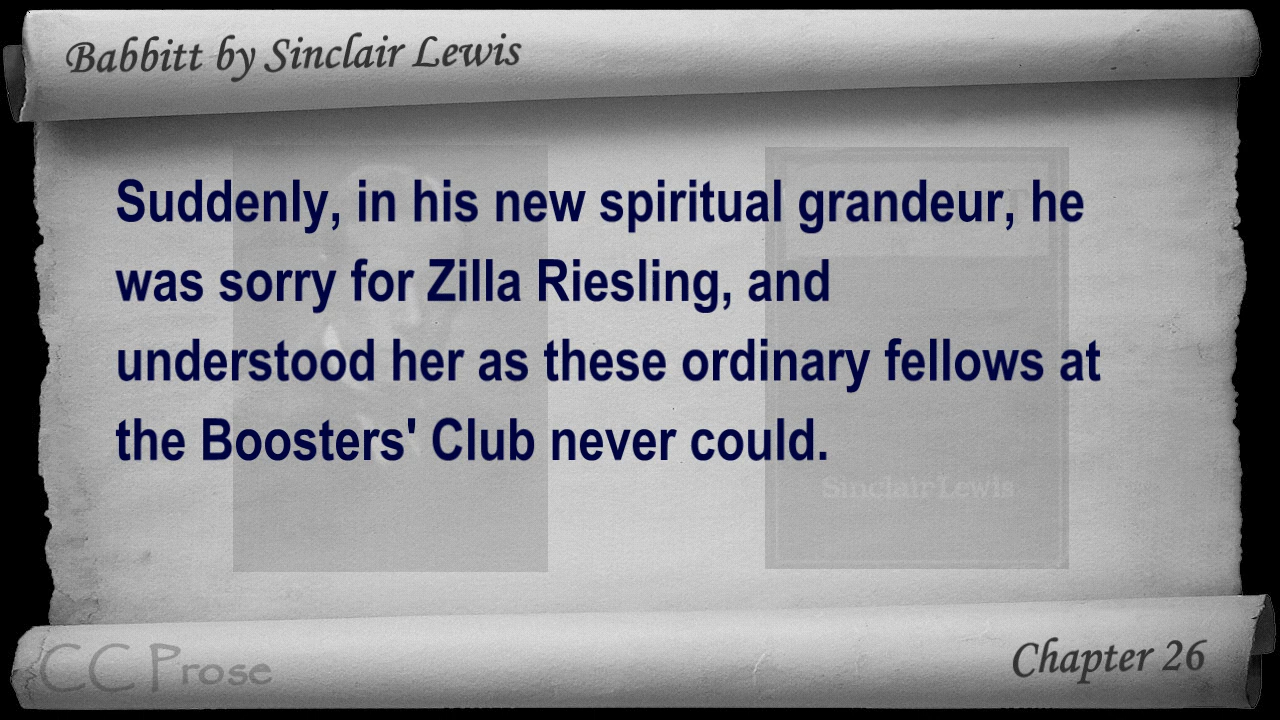 Babbitt by Sinclair Lewis
Suddenly, in his new spiritual grandeur, he
was sorry for Zilla Riesling, and
understood her as these ordinary fellows at
the Boosters' Club never could.
Sinclair Lewis
CC Prose
Chapter 26